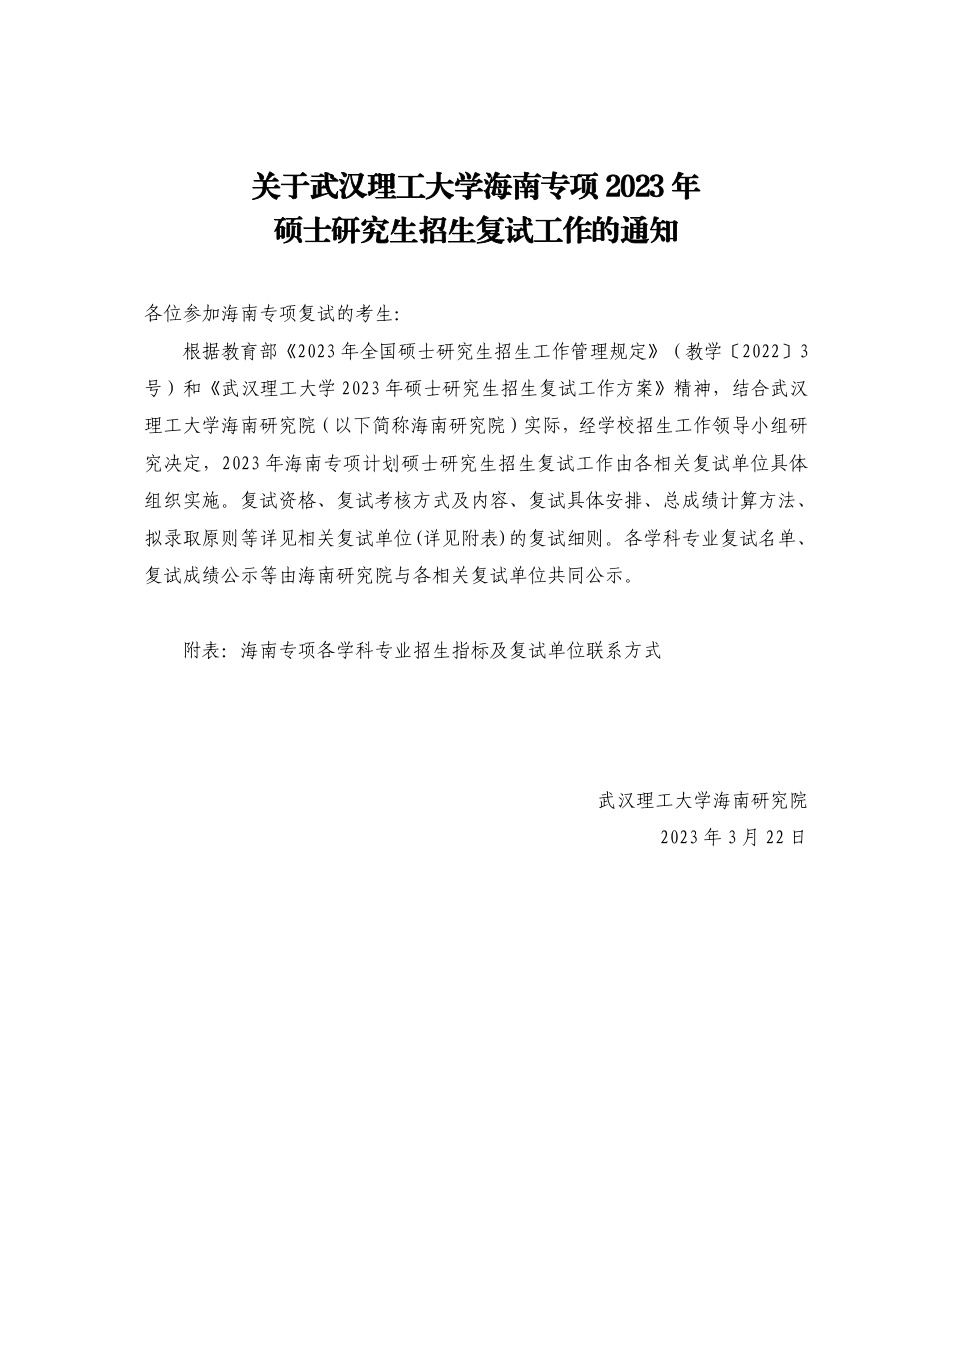 关于武汉理工大学海南专项 2023 年
硕士研究生招生复试工作的通知
各位参加海南专项复试的考生：
根据教育部《2023 年全国硕士研究生招生工作管理规定》（教学〔2022〕3
号）和《武汉理工大学 2023 年硕士研究生招生复试工作方案》精神，结合武汉
理工大学海南研究院（以下简称海南研究院）实际，经学校招生工作领导小组研
究决定，2023 年海南专项计划硕士研究生招生复试工作由各相关复试单位具体
组织实施。复试资格、复试考核方式及内容、复试具体安排、总成绩计算方法、
拟录取原则等详见相关复试单位(详见附表)的复试细则。各学科专业复试名单、
复试成绩公示等由海南研究院与各相关复试单位共同公示。
附表：海南专项各学科专业招生指标及复试单位联系方式
武汉理工大学海南研究院
2023 年 3 月 22 日